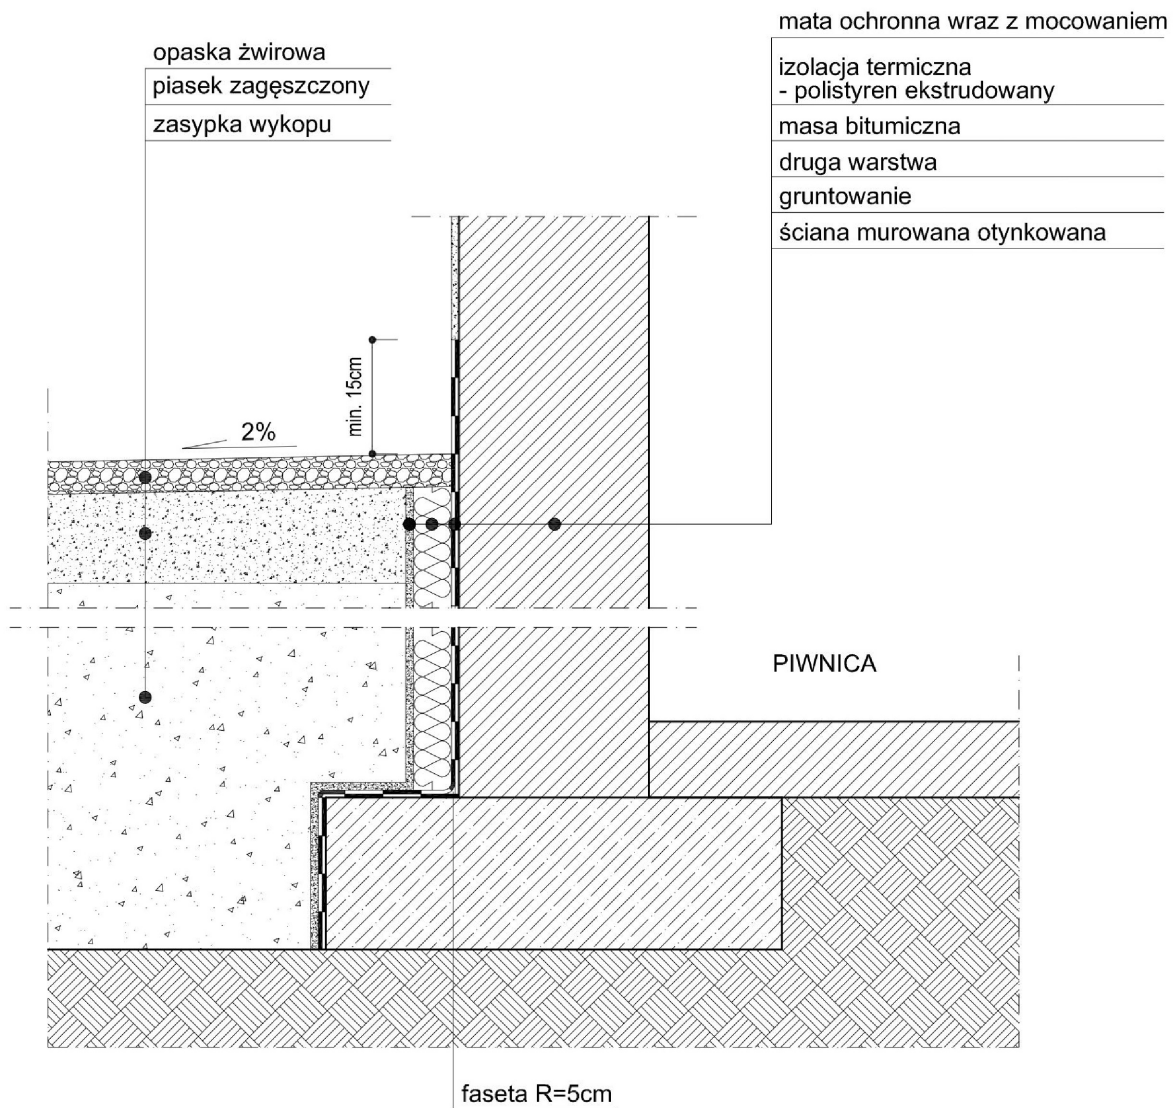 opaska żwirowa
piasek zagęszczony
zasypka wykopu
mata ochronna wraz z mocowaniem
izolacja termiczna
- polistyren ekstrudowany
masa bitumiczna
druga warstwa
gruntowanie
ściana murowana otynkowana
min. 15cm
2%
PIWNICA
faseta R=5cm